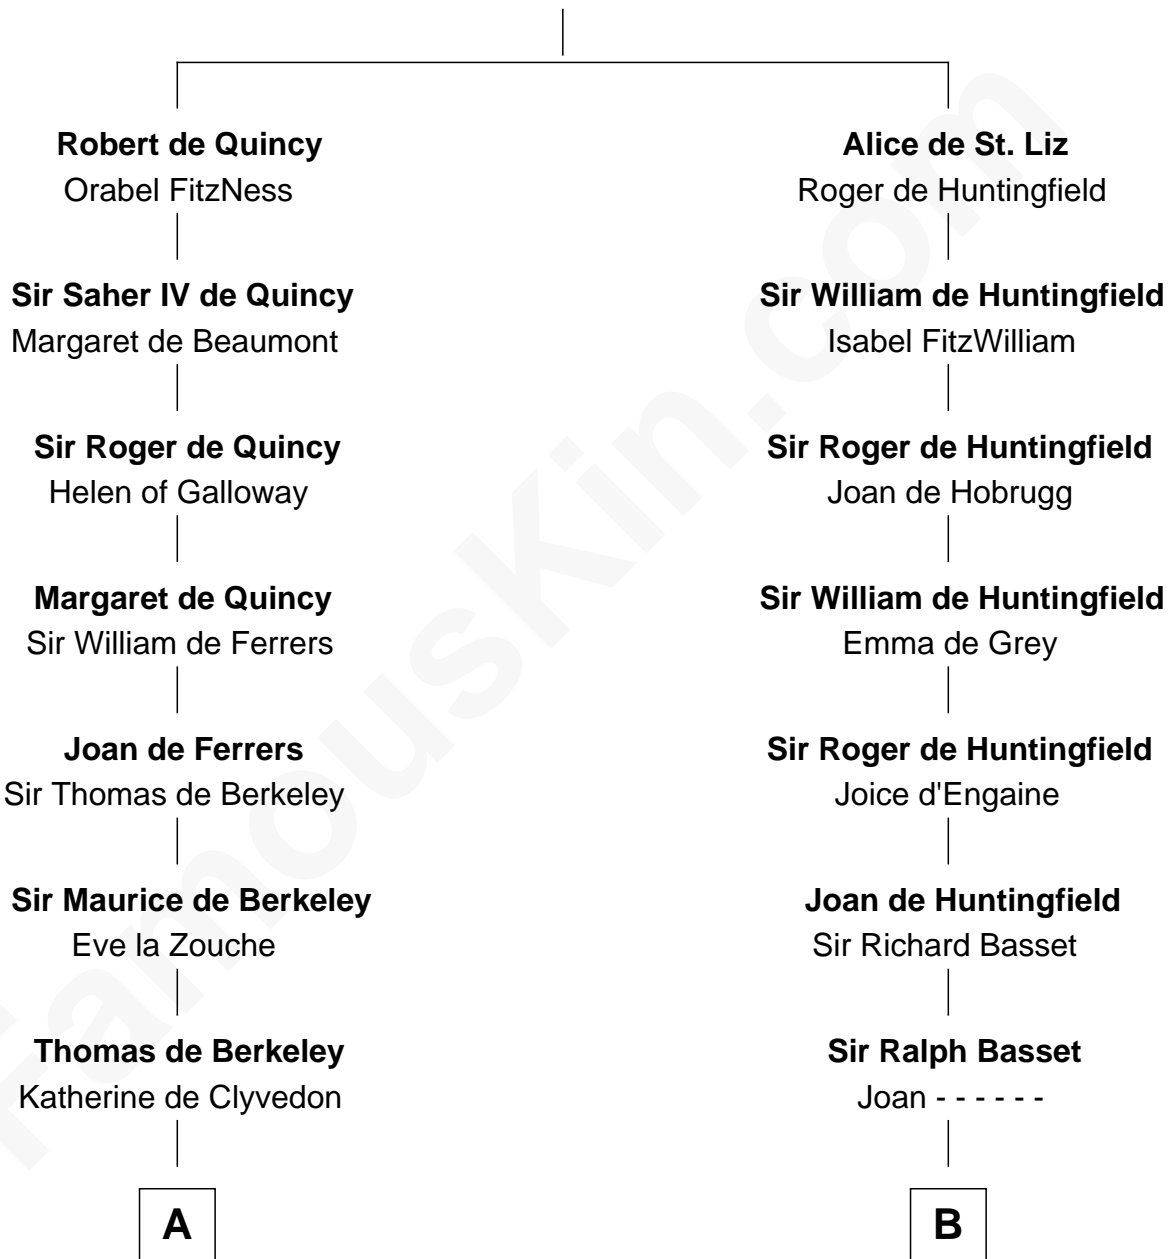 Robert de Quincy
Orabel FitzNess
Sir Saher IV de Quincy
Margaret de Beaumont
Sir Roger de Quincy
Helen of Galloway
Margaret de Quincy
Sir William de Ferrers
Joan de Ferrers
Sir Thomas de Berkeley
Sir Maurice de Berkeley
Eve la Zouche
Thomas de Berkeley
Katherine de Clyvedon
A
Alice de St. Liz
Roger de Huntingfield
Sir William de Huntingfield
Isabel FitzWilliam
Sir Roger de Huntingfield
Joan de Hobrugg
Sir William de Huntingfield
Emma de Grey
Sir Roger de Huntingfield
Joice d'Engaine
Joan de Huntingfield
Sir Richard Basset
Sir Ralph Basset
Joan - - - - - -
B
FamousKin.com